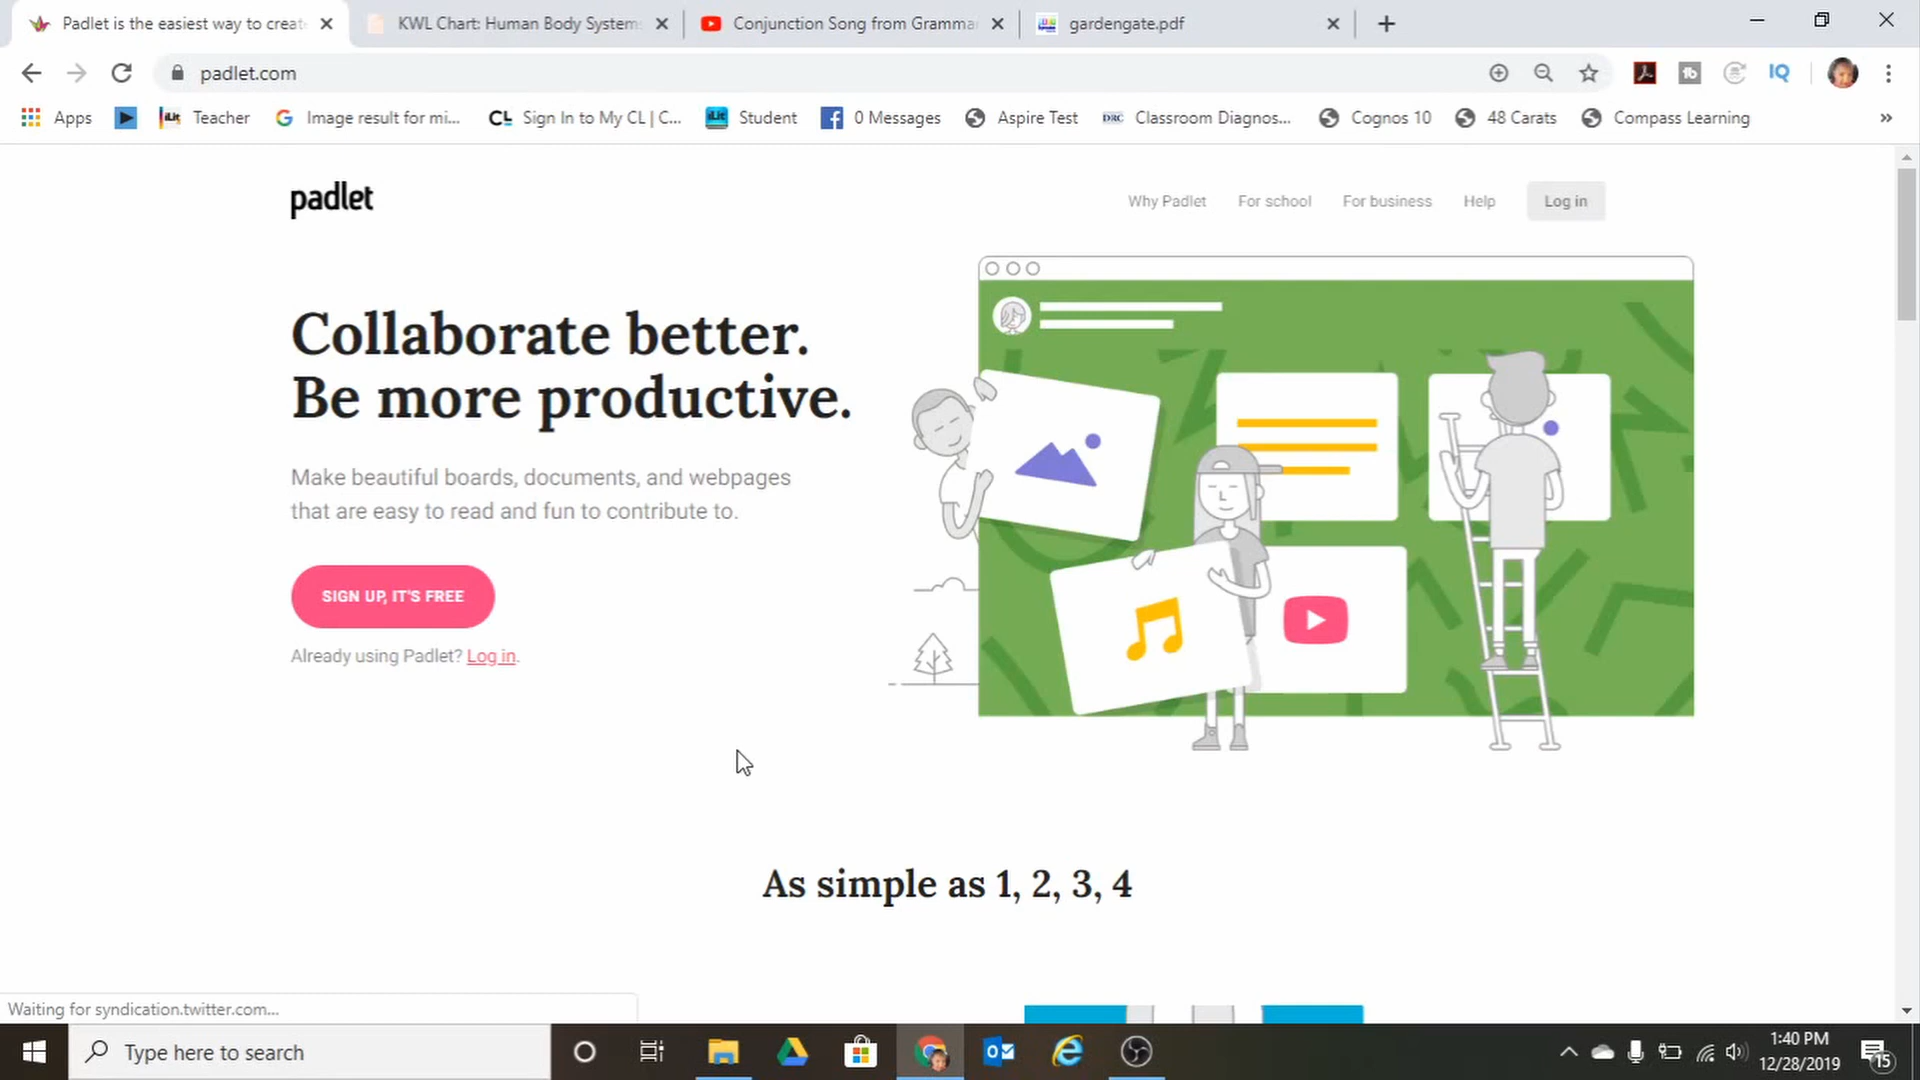 Padlet is the easiest way to create
KWL Chart: Human Body Systems
Conjunction Song from Gramma
gardengate.pdf
padlet.com
Apps
Teacher
Image result for mi...
CL Sign In to My CL | C...
Student
0 Messages
Aspire Test
DRC Classroom Diagnos...
Cognos 10
48 Carats
Compass Learning
»
padlet
Why Padlet
For school
For business
Help
Log in
Collaborate better.
Be more productive.
Make beautiful boards, documents, and webpages
that are easy to read and fun to contribute to.
SIGN UP, IT'S FREE
Already using Padlet? Log in.
As simple as 1, 2, 3, 4
Waiting for syndication.twitter.com...
Type here to search
1:40 PM
12/28/2019
15